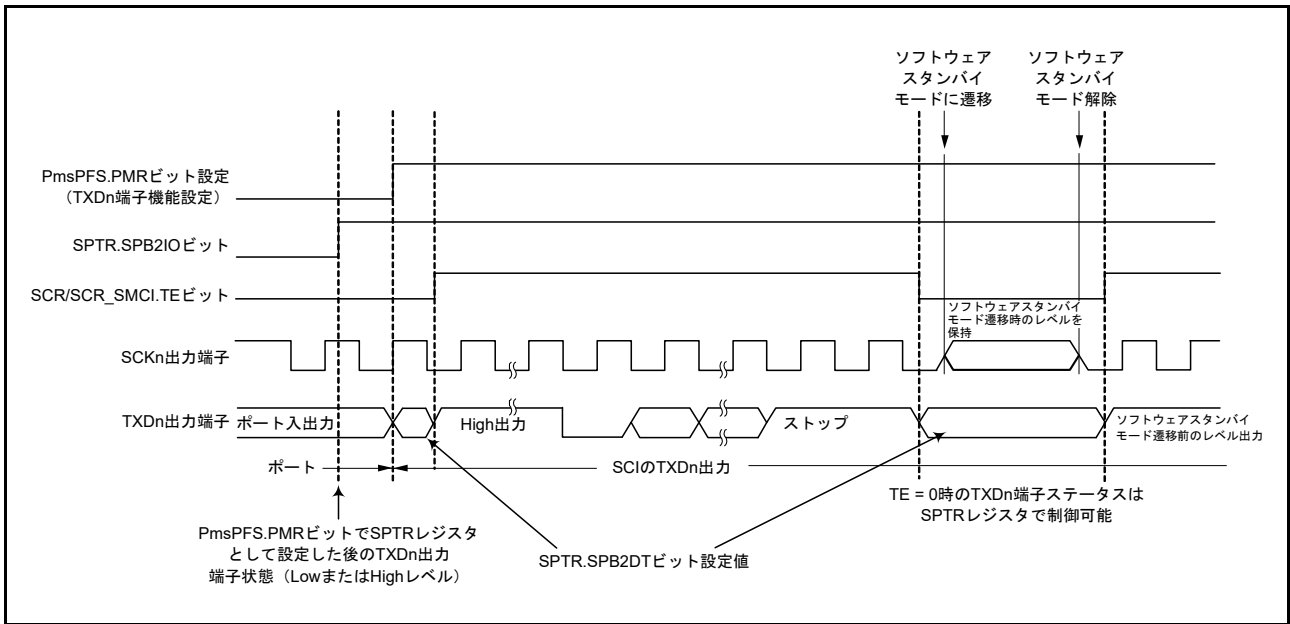 ソフトウェア
スタンバイ
モードに遷移
ソフトウェア
スタンバイ
モード解除
PmsPFS.PMRビット設定
（TXDn端子機能設定）
SPTR.SPB2IOビット
SCR/SCR_SMCI.TEビット
ソフトウェアスタンバイ
モード遷移時のレベルを
保持
SCKn出力端子
TXDn出力端子
ポート入出力
High出力
ストップ
ソフトウェアスタンバイ
モード遷移前のレベル出力
ポート
SCIのTXDn出力
TE = 0時のTXDn端子ステータスは
SPTRレジスタで制御可能
PmsPFS.PMRビットでSPTRレジスタ
として設定した後のTXDn出力
端子状態（LowまたはHighレベル）
SPTR.SPB2DTビット設定値